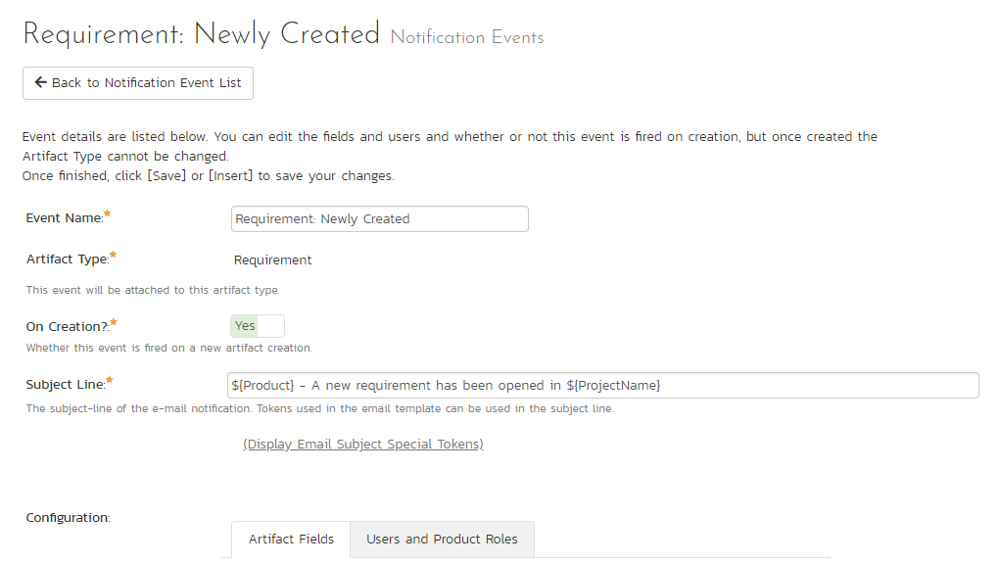 Requirement: Newly Created Notification Events
Back to Notification Event List
Event details are listed below. You can edit the fields and users and whether or not this event is fired on creation, but once created the
Artifact Type cannot be changed.
Once finished, click [Save] or [Insert] to save your changes.
Event Name:* Requirement: Newly Created
Artifact Type:* Requirement
This event will be attached to this artifact type.
On Creation?:* Yes
Whether this event is fired on a new artifact creation.
Subject Line:* ${Product} - A new requirement has been opened in ${ProjectName}
The subject-line of the e-mail notification. Tokens used in the email template can be used in the subject line.
(Display Email Subject Special Tokens)
Configuration:
Artifact Fields Users and Product Roles